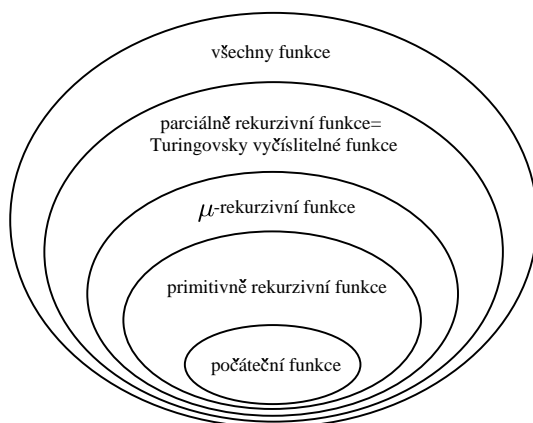 všechny funkce
parciálně rekurzivní funkce=
Turingovsky vyčíslitelné funkce
μ-rekurzivní funkce
primitivně rekurzivní funkce
počáteční funkce